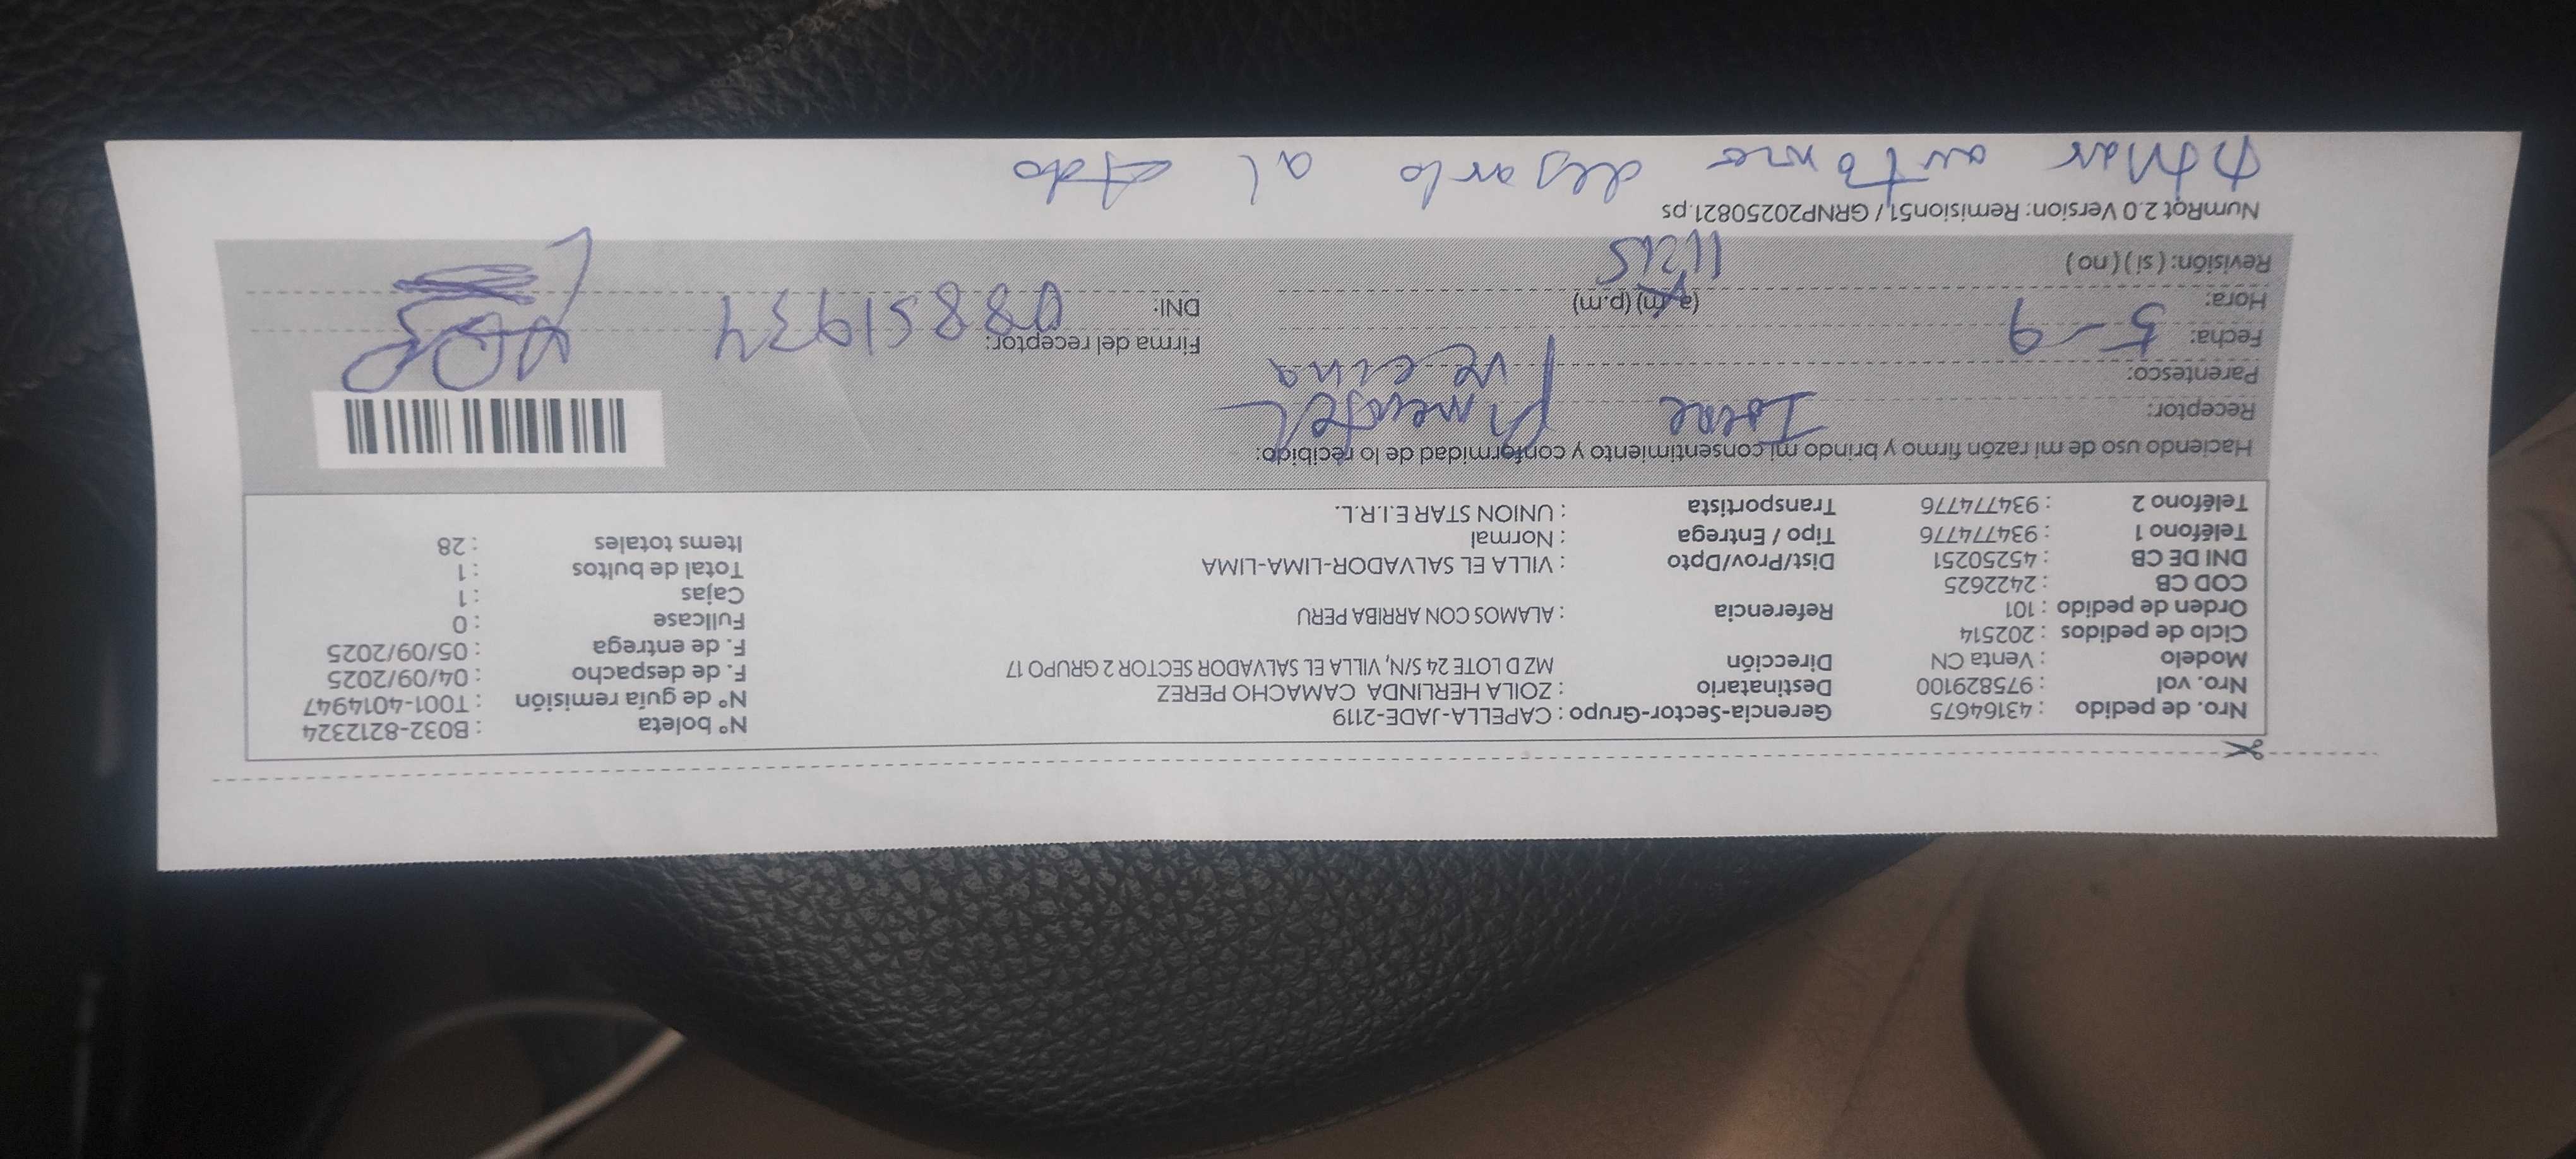 Nro. de pedido : 43164675 Gerencia-Sector-Grupo : CAPELLA-JADE-2119 N° boleta : B032-8212324
Nro. vol : 975829100 Destinatario : ZOILA HERLINDA CAMACHO PEREZ N° de guía remisión : T001-4014947
Modelo : Venta CN Dirección MZ D LOTE 24 S/N, VILLA EL SALVADOR SECTOR 2 GRUPO 17 F. de despacho : 04/09/2025
Ciclo de pedidos : 202514 F. de entrega : 05/09/2025
Orden de pedido : 101 Referencia : ALAMOS CON ARRIBA PERU Fullcase : 0
COD CB : 2422625 Cajas : 1
DNI DE CB : 45250251 Dist/Prov/Dpto : VILLA EL SALVADOR-LIMA-LIMA Total de bultos : 1
Teléfono 1 : 934774776 Tipo / Entrega : Normal Items totales : 28
Teléfono 2 : 934774776 Transportista : UNION STAR E.I.R.L.
Haciendo uso de mi razón firmo y brindo mi consentimiento y conformidad de lo recibido:
Receptor: Pimentel
Parentesco: vecina
Fecha: 5-9 Firma del receptor:
Hora: (a.m) (p.m) 11:15 DNI: 08851934
Revisión: ( si ) ( no )
NumRqt 2.0 Version: Remision51 / GRNP20250821.ps
al